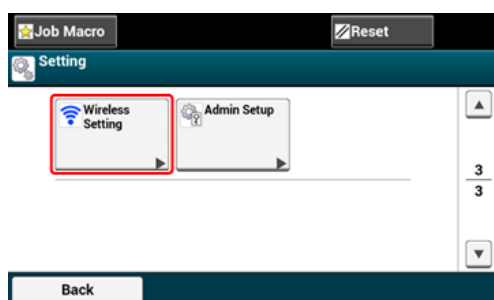 Job Macro
Reset
Setting
Wireless
Setting
Admin Setup
3
3
Back